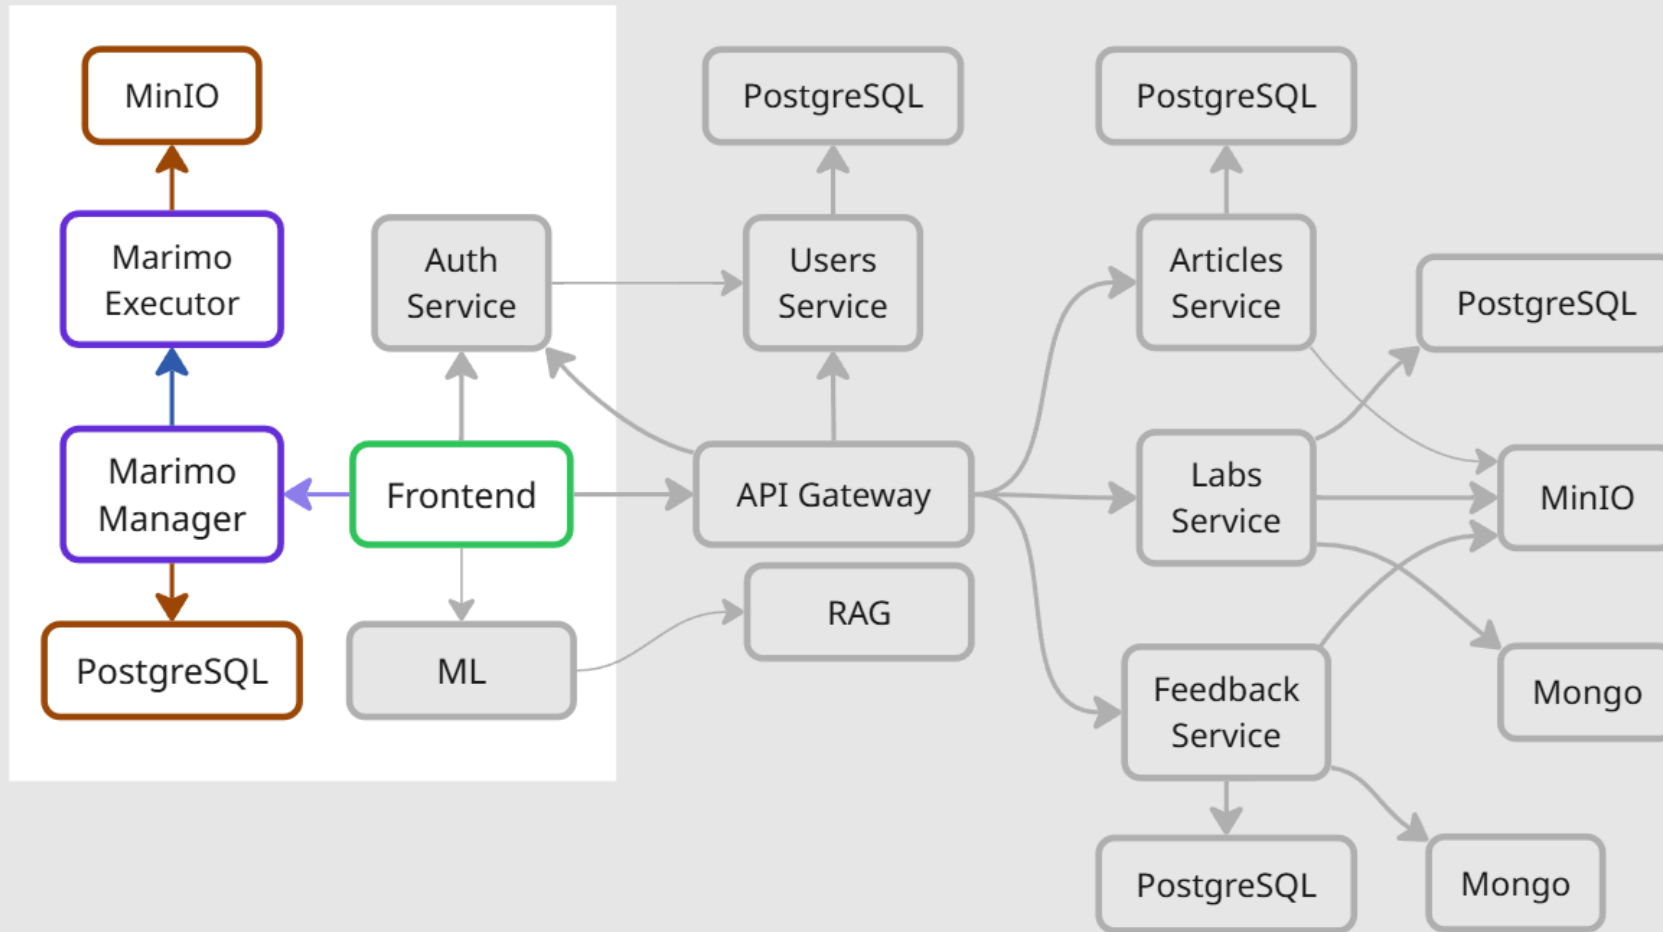 MinIO
PostgreSQL
PostgreSQL
Marimo
Executor
Auth
Service
Users
Service
Articles
Service
PostgreSQL
Marimo
Manager
Frontend
API Gateway
Labs
Service
MinIO
RAG
PostgreSQL
ML
Feedback
Service
Mongo
PostgreSQL
Mongo